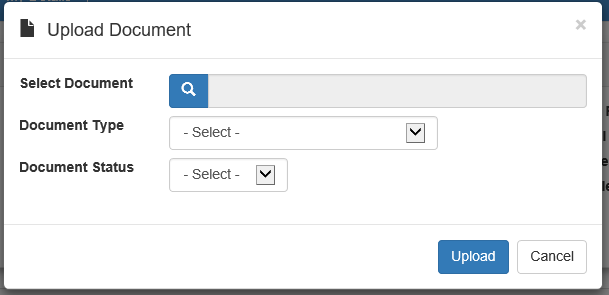 Upload Document ×
Select Document
Document Type - Select -
Document Status - Select -
Upload Cancel